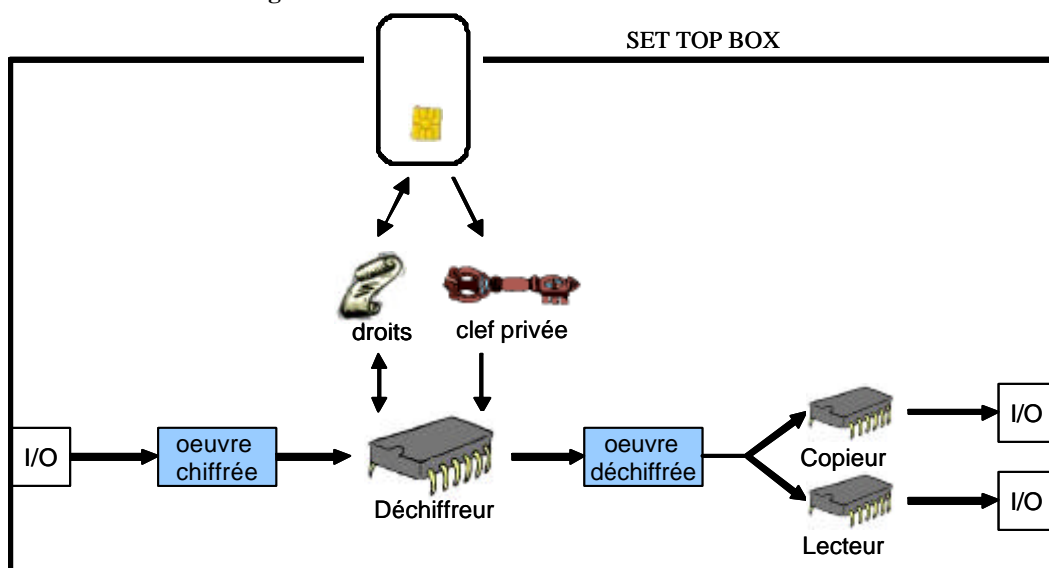 SET TOP BOX
droits
clef privée
I/O
oeuvre
chiffrée
Déchiffreur
oeuvre
déchiffrée
Copieur
I/O
Lecteur
I/O